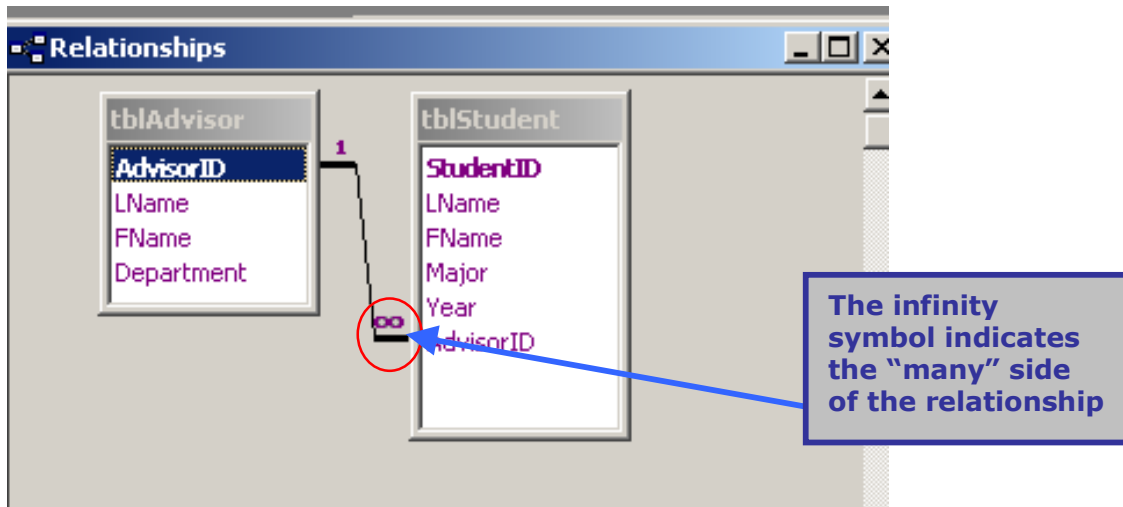 Relationships
tblAdvisor
AdvisorID
LName
FName
Department
1
∞
tblStudent
StudentID
LName
FName
Major
Year
AdvisorID
The infinity
symbol indicates
the “many” side
of the relationship